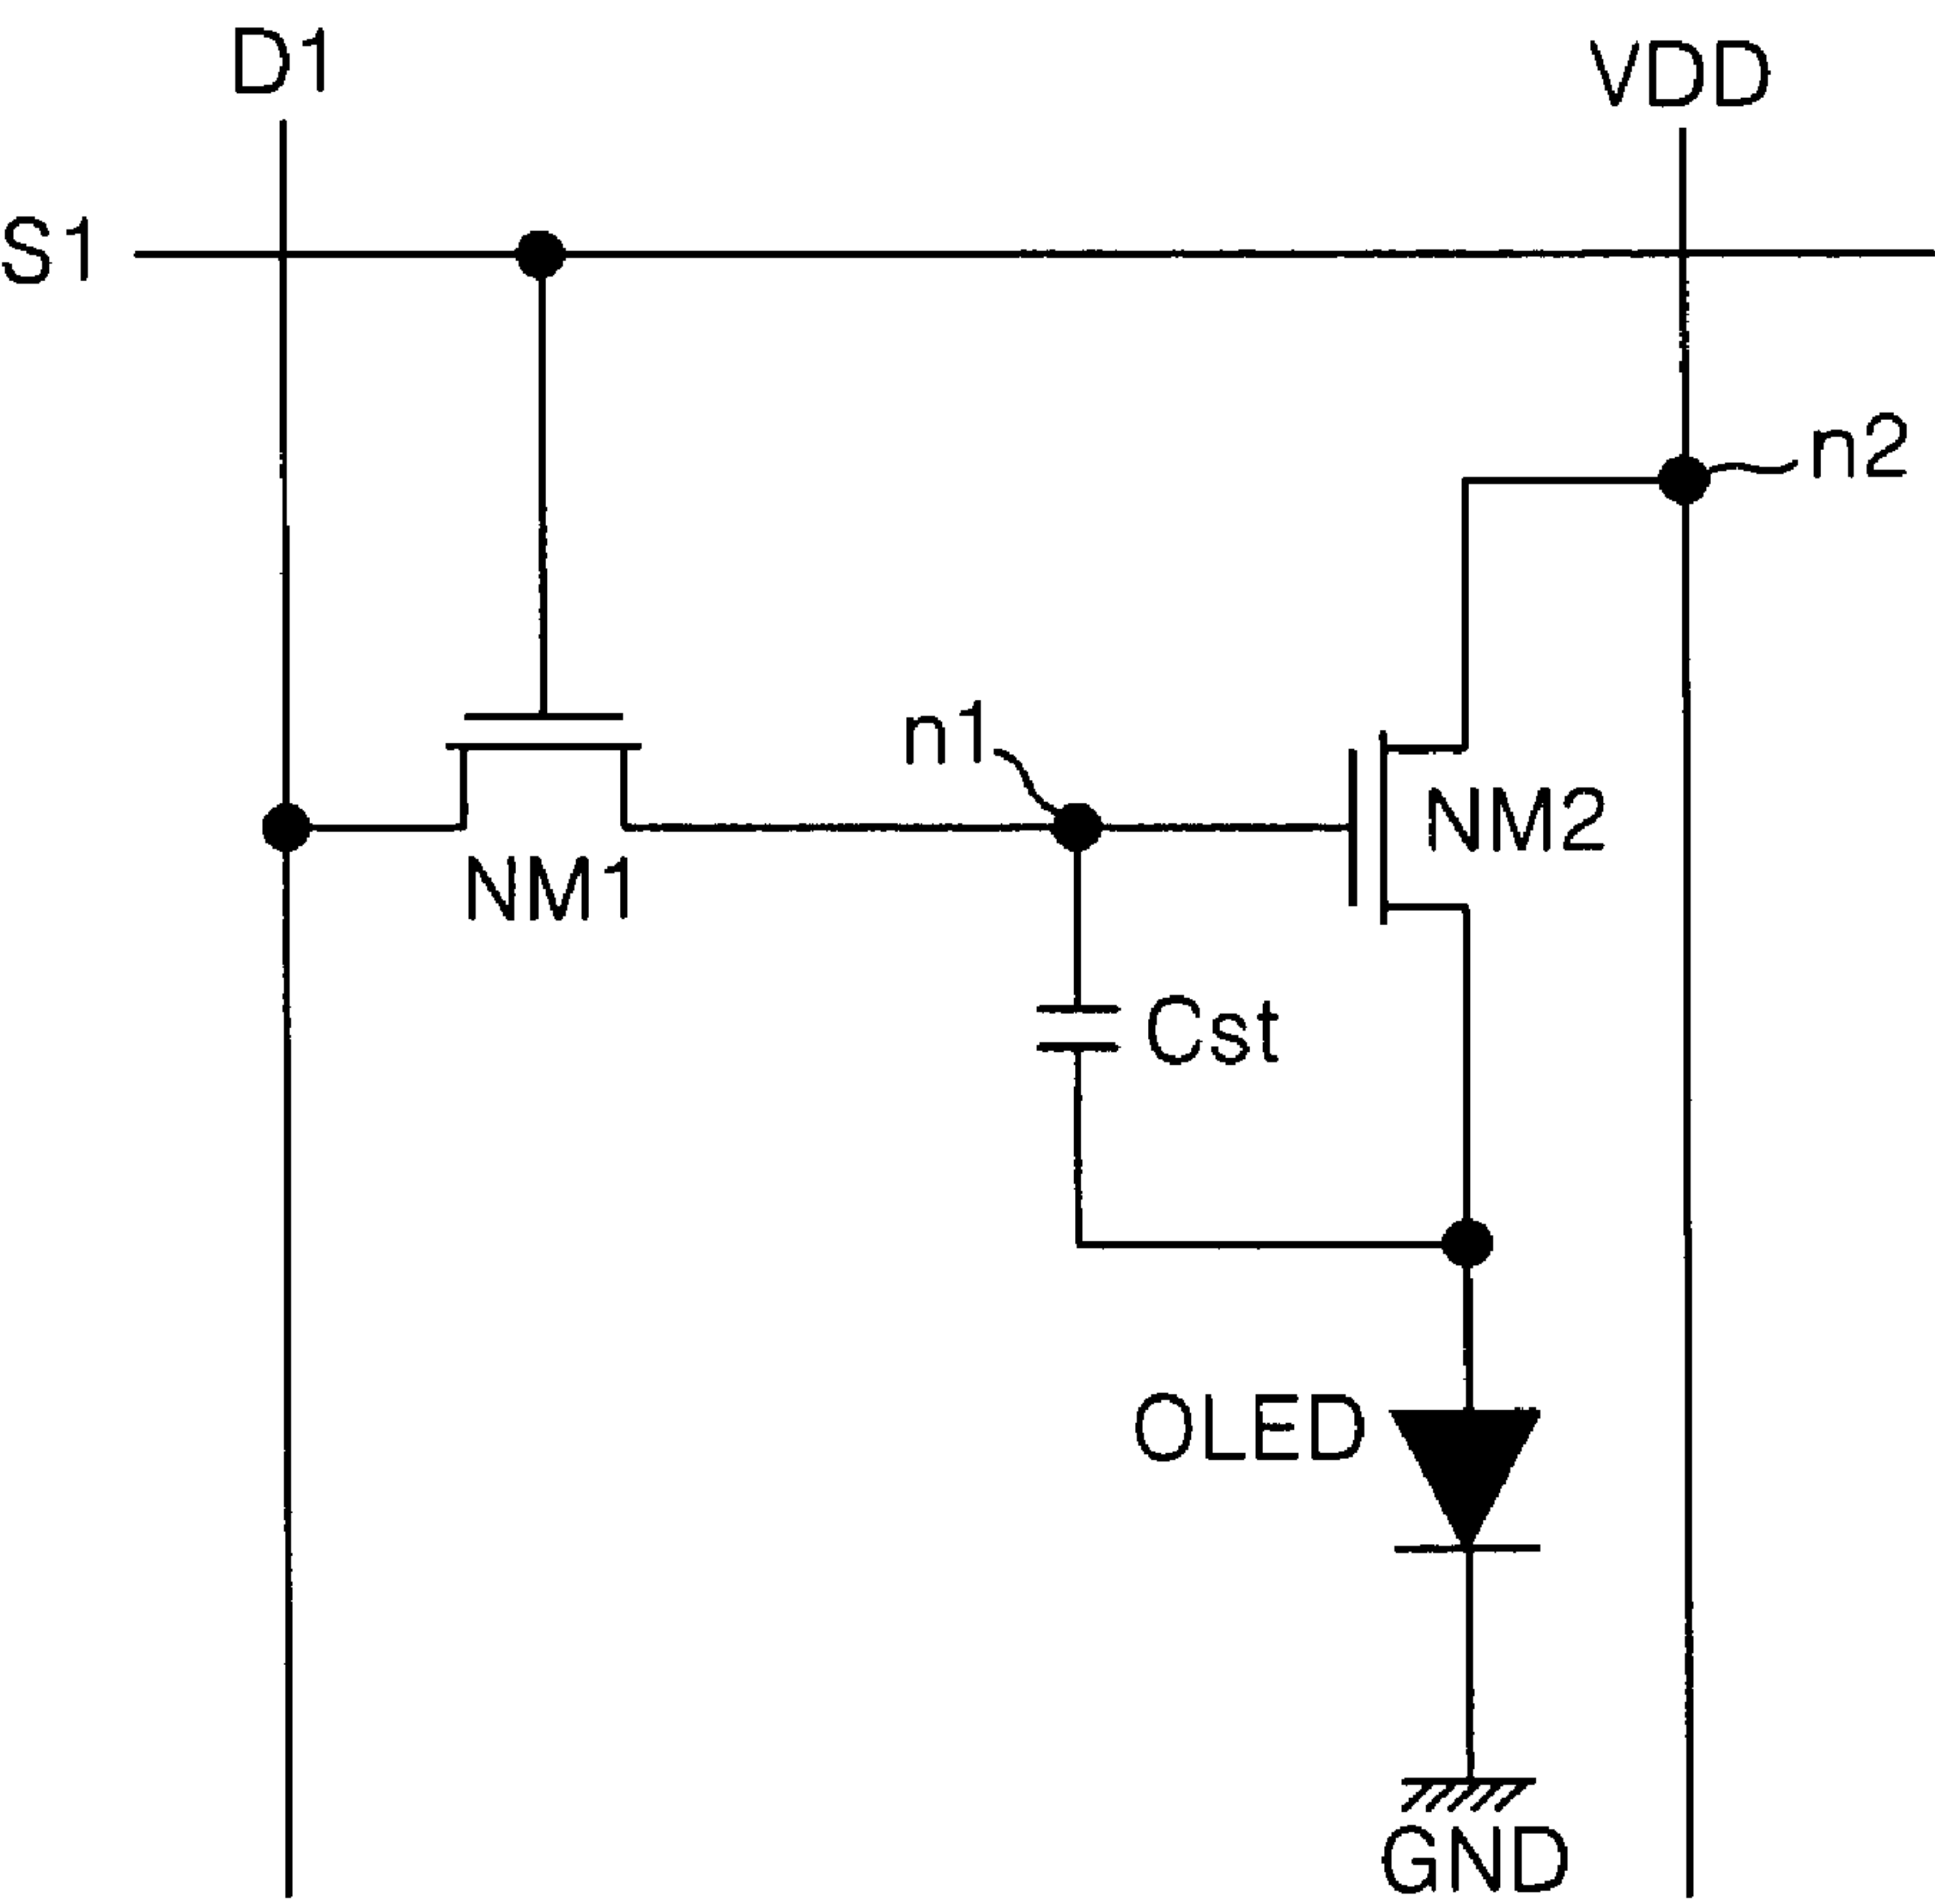 D1
VDD
S1
n2
n1
NM2
NM1
Cst
OLED
GND